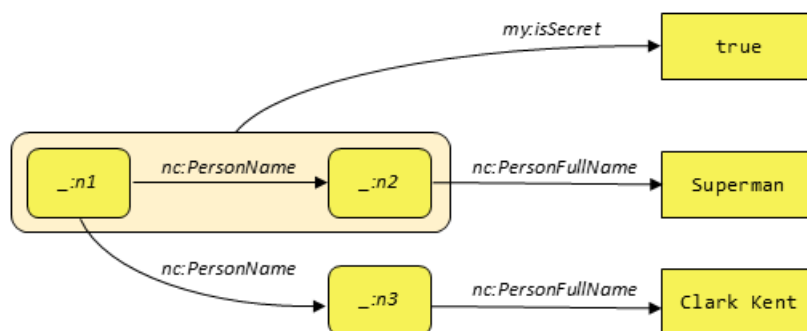 my:isSecret
true
_:n1
nc:PersonName
_:n2
nc:PersonFullName
Superman
nc:PersonName
_:n3
nc:PersonFullName
Clark Kent